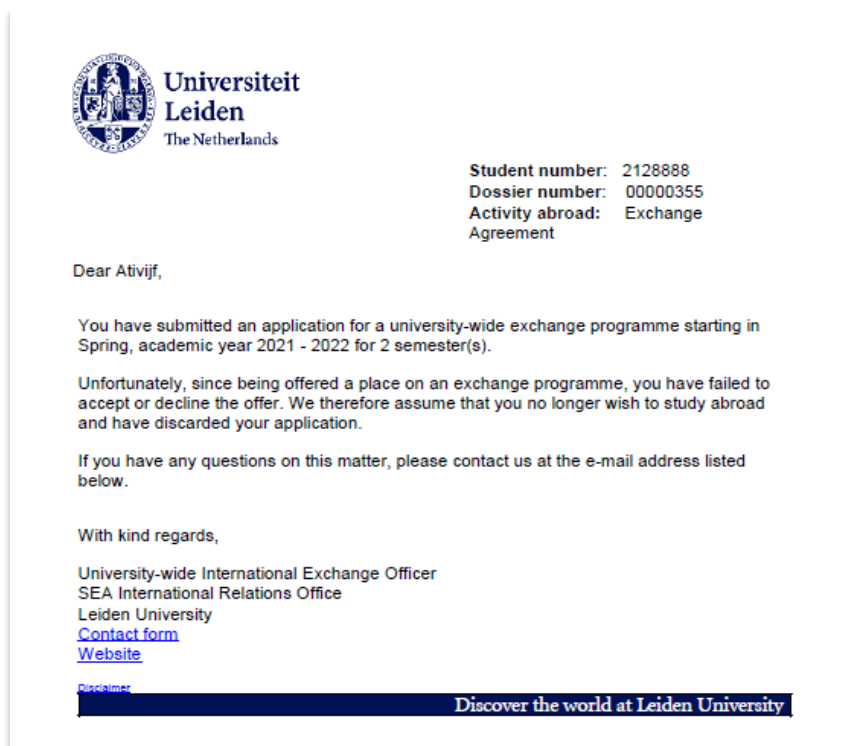 Universiteit
Leiden
The Netherlands
Student number: 2128888
Dossier number: 00000355
Activity abroad: Exchange
Agreement
Dear Ativijf,
You have submitted an application for a university-wide exchange programme starting in
Spring, academic year 2021 - 2022 for 2 semester(s).
Unfortunately, since being offered a place on an exchange programme, you have failed to
accept or decline the offer. We therefore assume that you no longer wish to study abroad
and have discarded your application.
If you have any questions on this matter, please contact us at the e-mail address listed
below.
With kind regards,
University-wide International Exchange Officer
SEA International Relations Office
Leiden University
Contact form
Website
Disclaimer
Discover the world at Leiden University